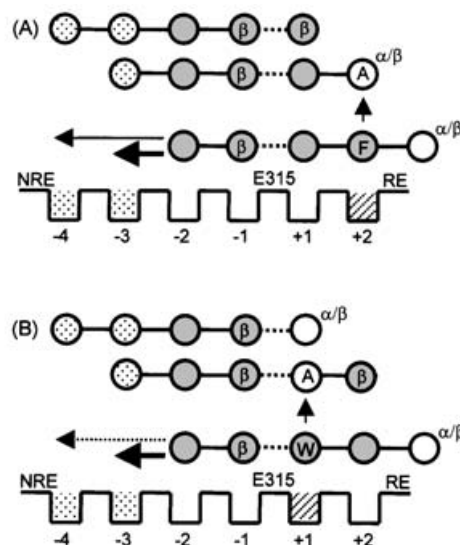 (A) β β
A α/β
β F α/β
NRE E315 RE
-4 -3 -2 -1 +1 +2
(B) β α/β
β A β
β W α/β
NRE E315 RE
-4 -3 -2 -1 +1 +2